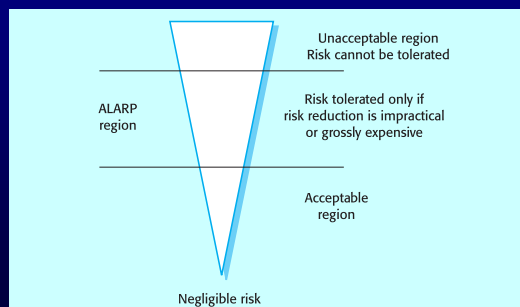 Unacceptable region
Risk cannot be tolerated
ALARP
region
Risk tolerated only if
risk reduction is impractical
or grossly expensive
Acceptable
region
Negligible risk